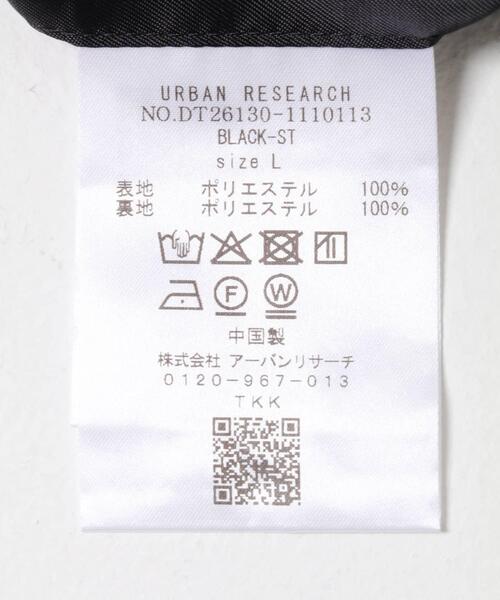 URBAN RESEARCH
NO.DT26130-1110113
BLACK-ST
size L
表地 ポリエステル 100%
裏地 ポリエステル 100%
F W
中国製
株式会社 アーバンリサーチ
0120-967-013
TKK